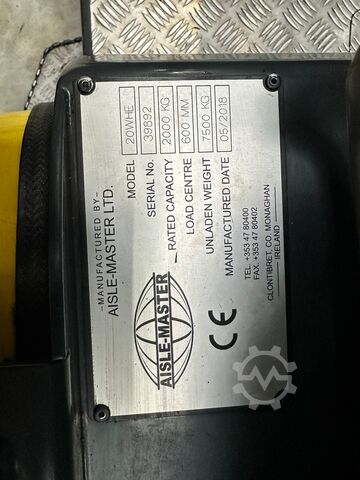 –MANUFACTURED BY–
AISLE-MASTER LTD.
MODEL 20WHE
SERIAL No. 39892
RATED CAPACITY 2000 KG
LOAD CENTRE 600 MM
UNLADEN WEIGHT 7500 KG
MANUFACTURED DATE 05/2018
AISLE-MASTER
CE
TEL. +353 47 80400
FAX. +353 47 80402
CLONTIBRET, CO. MONAGHAN
IRELAND